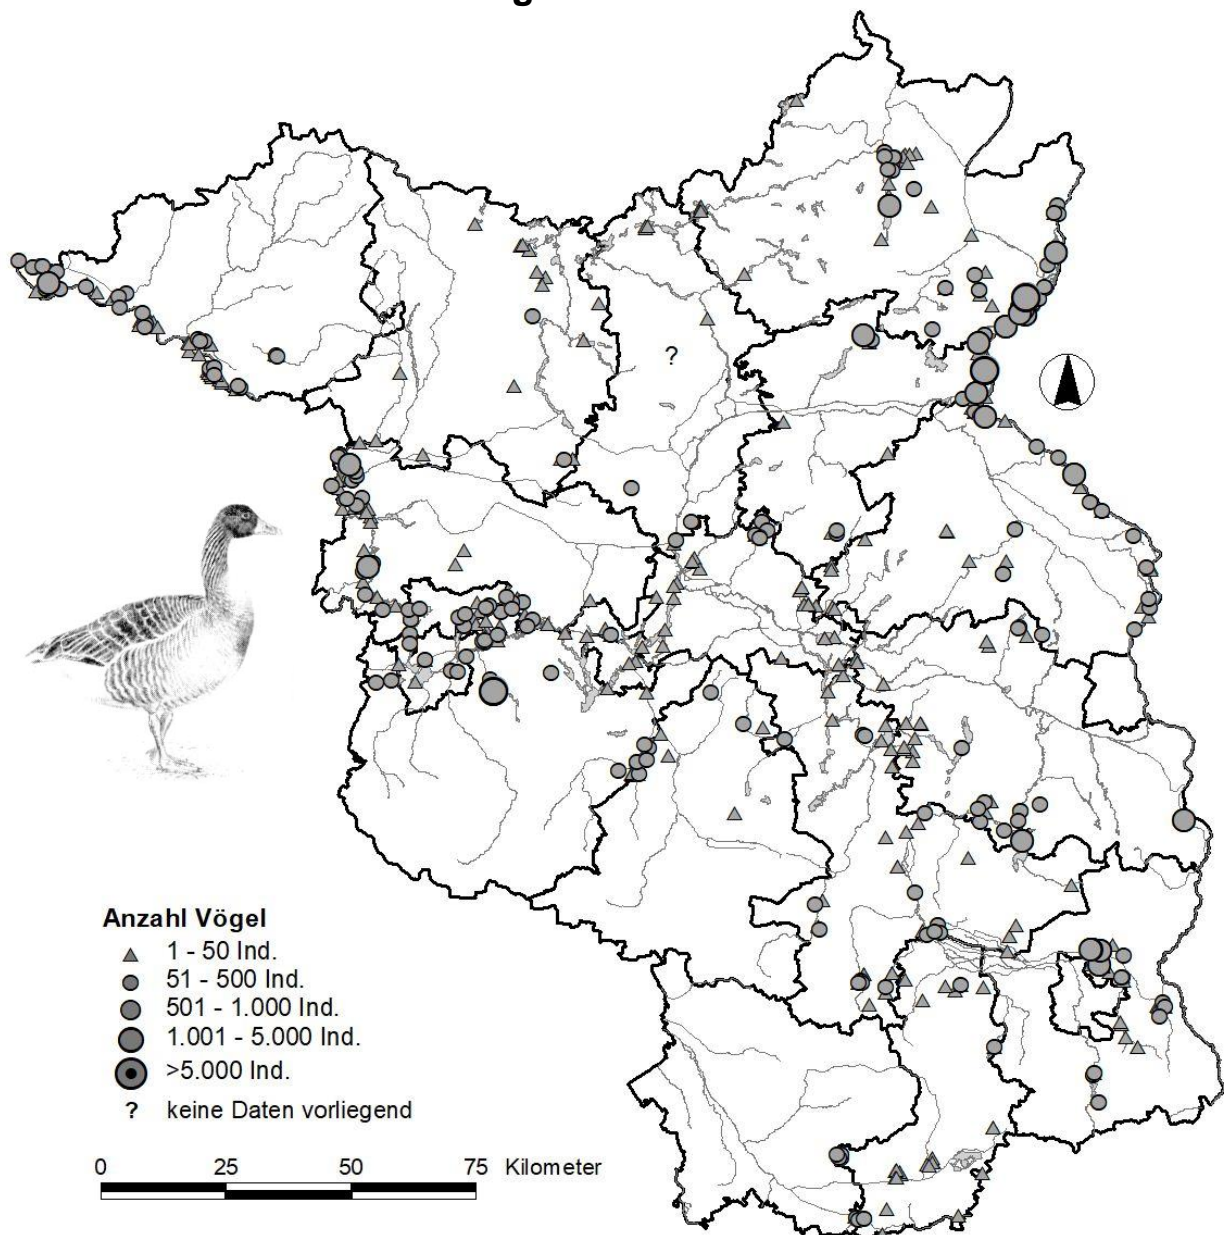 ?
Anzahl Vögel
1 - 50 Ind.
51 - 500 Ind.
501 - 1.000 Ind.
1.001 - 5.000 Ind.
>5.000 Ind.
? keine Daten vorliegend
0 25 50 75 Kilometer